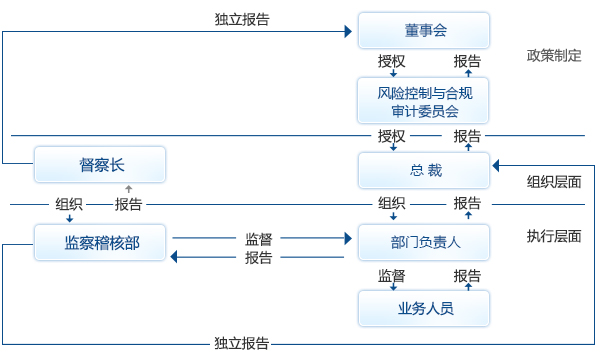 独立报告
董事会
授权
报告
政策制定
风险控制与合规
审计委员会
授权
报告
督察长
总裁
组织层面
组织
报告
组织
报告
监察稽核部
监督
报告
部门负责人
执行层面
监督
报告
业务人员
独立报告